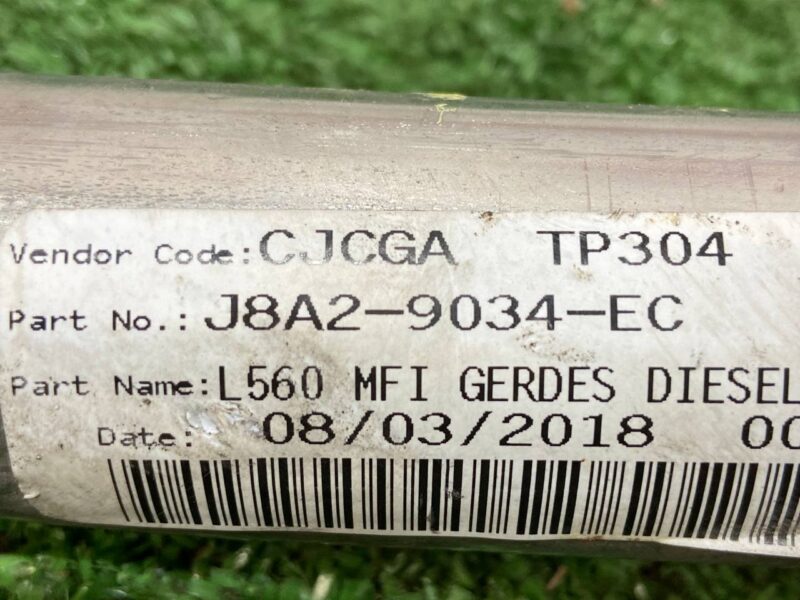 Vendor Code: CJCGA TP304
Part No.: J8A2-9034-EC
Part Name: L560 MFI GERDES DIESEL
Date: 08/03/2018 00